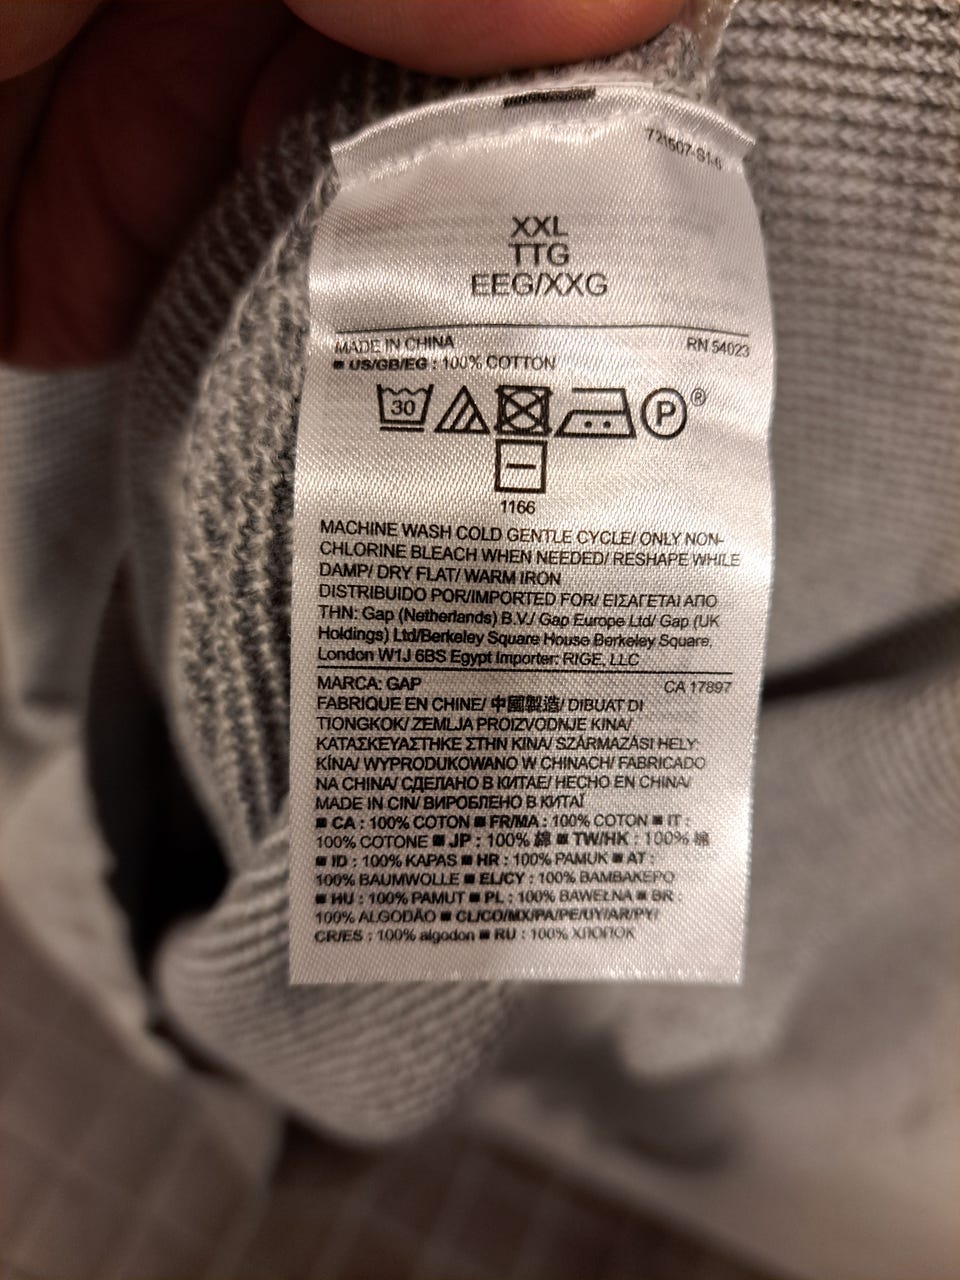 721507-S1-6
XXL
TTG
EEG/XXG
MADE IN CHINA
RN 54023
■ US/GB/EG : 100% COTTON
30
P®
1166
MACHINE WASH COLD GENTLE CYCLE/ ONLY NON-
CHLORINE BLEACH WHEN NEEDED/ RESHAPE WHILE
DAMP/ DRY FLAT/ WARM IRON
DISTRIBUIDO POR/IMPORTED FOR/ ΕΙΣΑΓΕΤΑΙ ΑΠΟ
ΤΗΝ: Gap (Netherlands) B.V./ Gap Europe Ltd/ Gap (UK
Holdings) Ltd/Berkeley Square House Berkeley Square,
London W1J 6BS Egypt Importer: RIGE, LLC
MARCA: GAP
CA 17897
FABRIQUE EN CHINE/ 中國製造/ DIBUAT DI
TIONGKOK/ ZEMLJA PROIZVODNJE KINA/
ΚΑΤΑΣΚΕΥΑΣΤΗΚΕ ΣΤΗΝ ΚΙΝΑ/ SZÁRMAZÁSI HELY:
KÍNA/ WYPRODUKOWANO W CHINACH/ FABRICADO
NA CHINA/ СДЕЛАНО В КИТАЕ/ HECHO EN CHINA/
MADE IN CIN/ ВИРОБЛЕНО В КИТАЇ
■ CA : 100% COTON ■ FR/MA : 100% COTON ■ IT :
100% COTONE ■ JP : 100% 綿 ■ TW/HK : 100% 棉
■ ID : 100% KAPAS ■ HR : 100% PAMUK ■ AT :
100% BAUMWOLLE ■ EL/CY : 100% ΒΑΜΒΑΚΕΡΟ
■ HU : 100% PAMUT ■ PL : 100% BAWEŁNA ■ BR :
100% ALGODÃO ■ CL/CO/MX/PA/PE/UY/AR/PY/
CR/ES : 100% algodon ■ RU : 100% ХЛОПОК